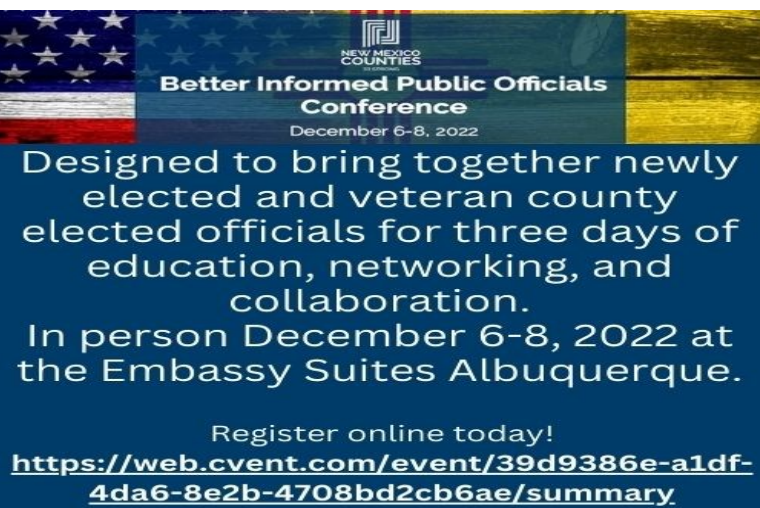 NEW MEXICO
COUNTIES
Better Informed Public Officials
Conference
December 6-8, 2022
Designed to bring together newly
elected and veteran county
elected officials for three days of
education, networking, and
collaboration.
In person December 6-8, 2022 at
the Embassy Suites Albuquerque.
Register online today!
https://web.cvent.com/event/39d9386e-a1df-
4da6-8e2b-4708bd2cb6ae/summary